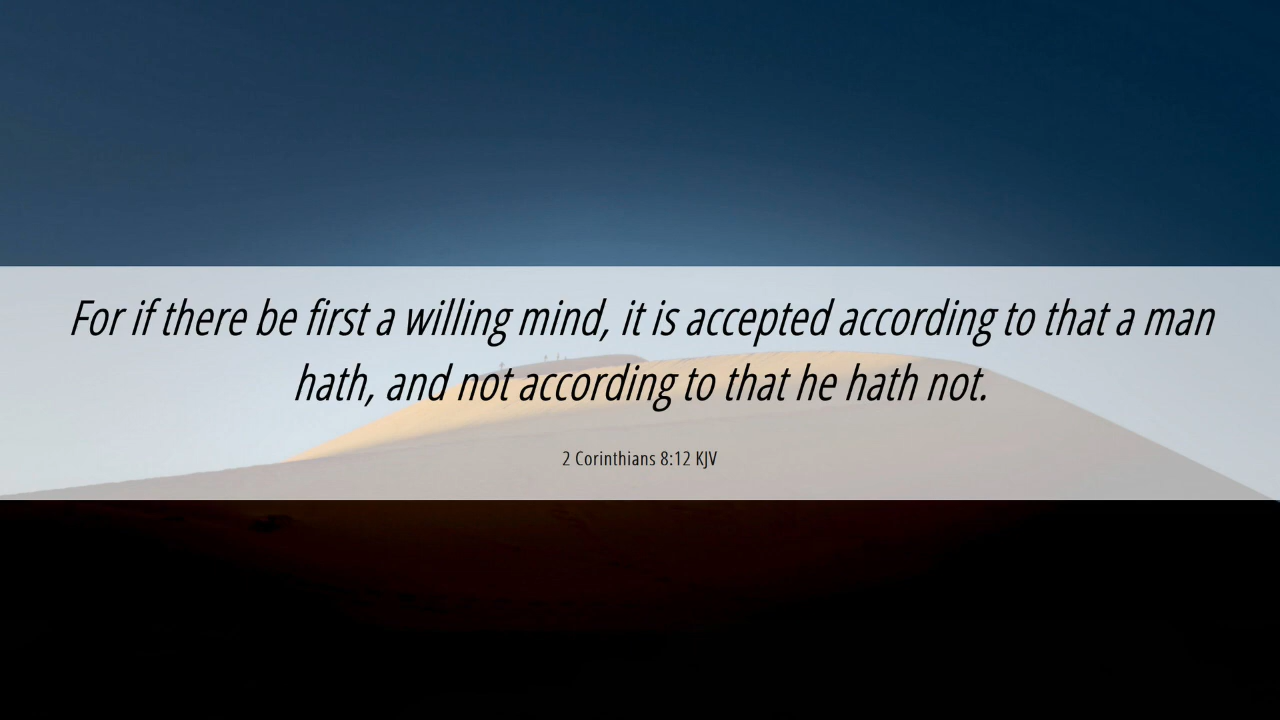 For if there be first a willing mind, it is accepted according to that a man
hath, and not according to that he hath not.
2 Corinthians 8:12 KJV